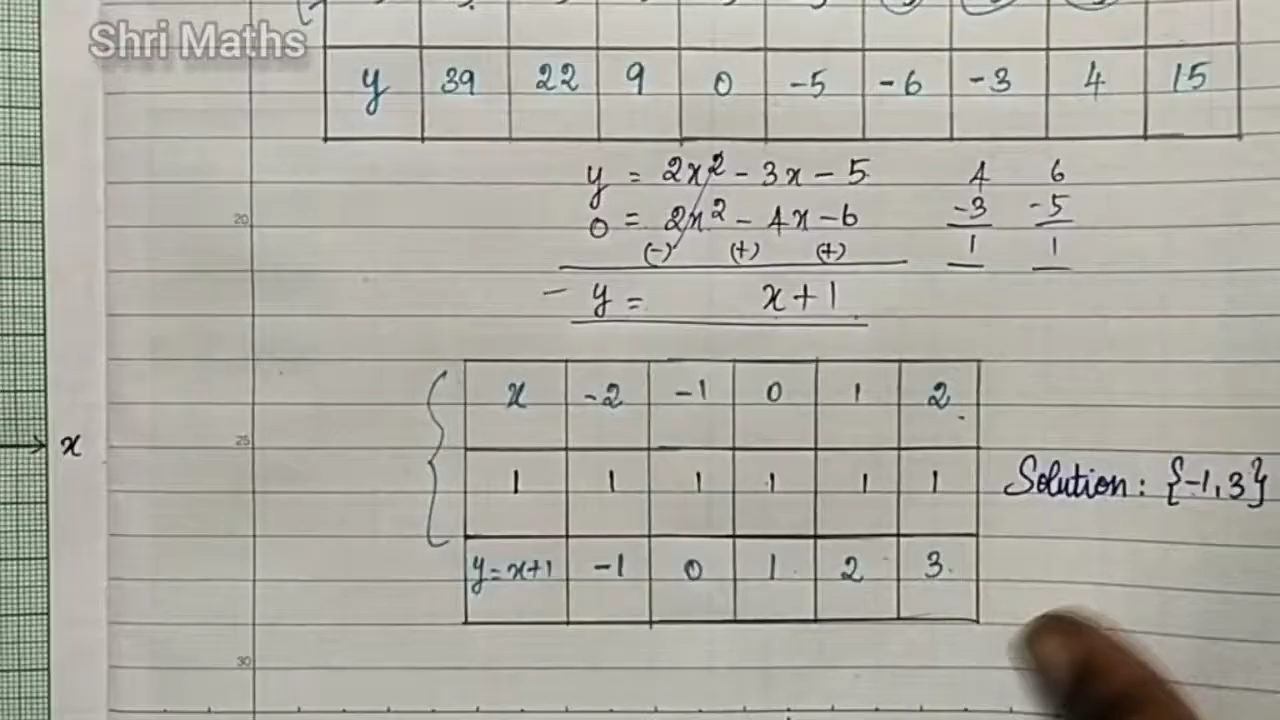 Shri Maths
y 39 22 9 0 -5 -6 -3 4 15
y = 2x² - 3x - 5 4 6
0 = 2x² - 4x - 6 -3 -5
(-) (+) (+) 1 1
- y = x + 1
x -2 -1 0 1 2
x
1 1 1 1 1 1
Solution : {-1, 3}
y = x+1 -1 0 1 2 3
20
25
30